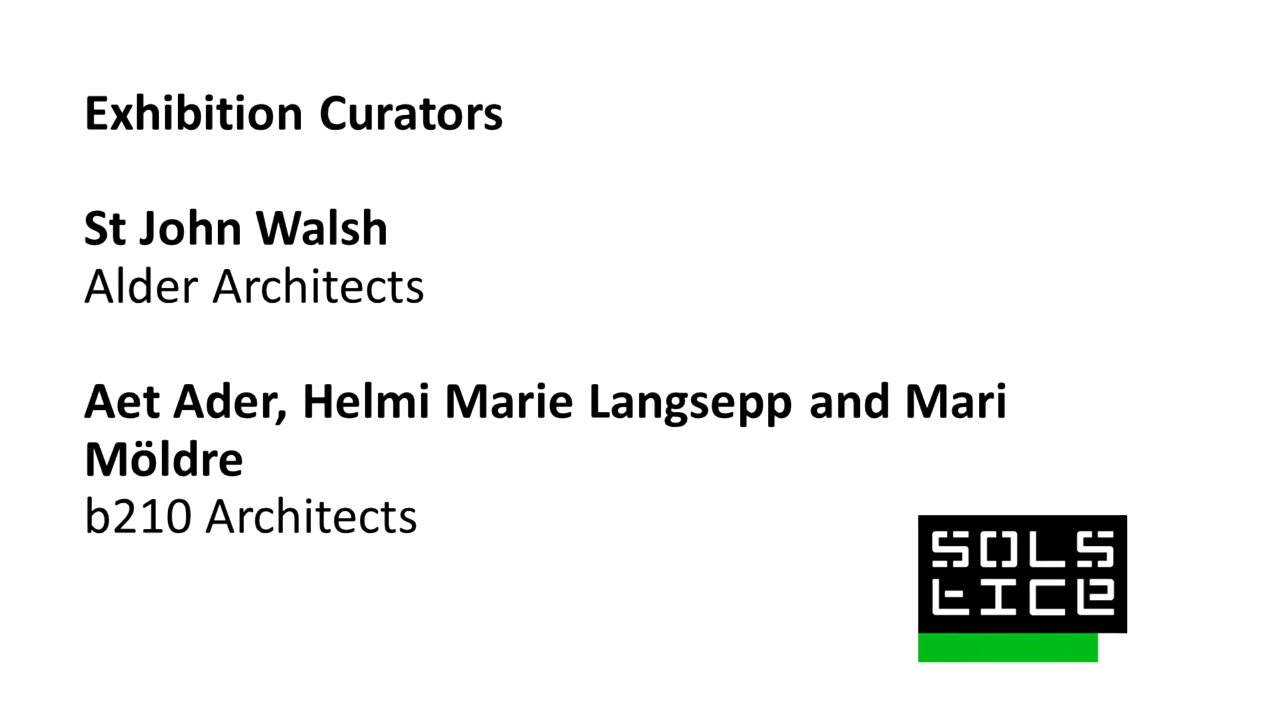 Exhibition Curators
St John Walsh
Alder Architects
Aet Ader, Helmi Marie Langsepp and Mari
Möldre
b210 Architects
SOLS
tICe